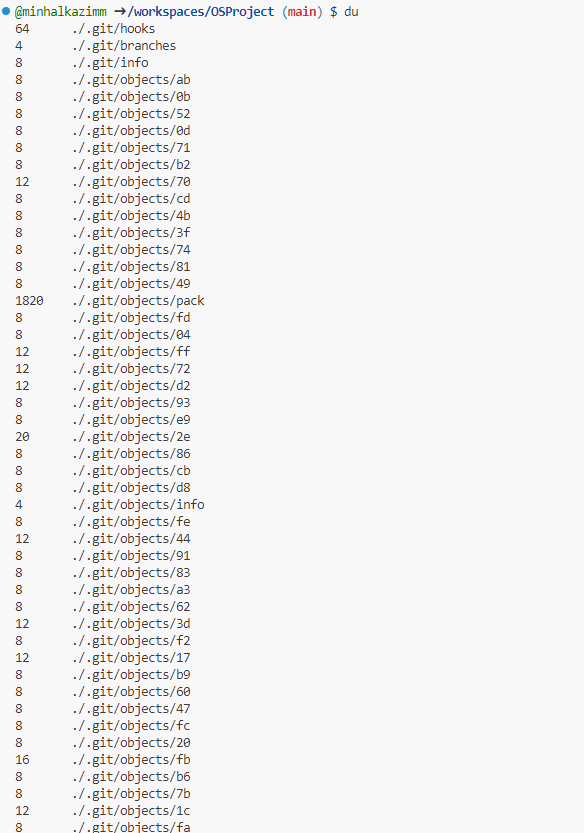 @minhalkazimm →/workspaces/OSProject (main) $ du
64 ./.git/hooks
4 ./.git/branches
8 ./.git/info
8 ./.git/objects/ab
8 ./.git/objects/0b
8 ./.git/objects/52
8 ./.git/objects/0d
8 ./.git/objects/71
8 ./.git/objects/b2
12 ./.git/objects/70
8 ./.git/objects/cd
8 ./.git/objects/4b
8 ./.git/objects/3f
8 ./.git/objects/74
8 ./.git/objects/81
8 ./.git/objects/49
1820 ./.git/objects/pack
8 ./.git/objects/fd
8 ./.git/objects/04
12 ./.git/objects/ff
12 ./.git/objects/72
12 ./.git/objects/d2
8 ./.git/objects/93
8 ./.git/objects/e9
20 ./.git/objects/2e
8 ./.git/objects/86
8 ./.git/objects/cb
8 ./.git/objects/d8
4 ./.git/objects/info
8 ./.git/objects/fe
12 ./.git/objects/44
8 ./.git/objects/91
8 ./.git/objects/83
8 ./.git/objects/a3
8 ./.git/objects/62
12 ./.git/objects/3d
8 ./.git/objects/f2
12 ./.git/objects/17
8 ./.git/objects/b9
8 ./.git/objects/60
8 ./.git/objects/47
8 ./.git/objects/fc
8 ./.git/objects/20
16 ./.git/objects/fb
8 ./.git/objects/b6
8 ./.git/objects/7b
12 ./.git/objects/1c
8 ./.git/objects/fa